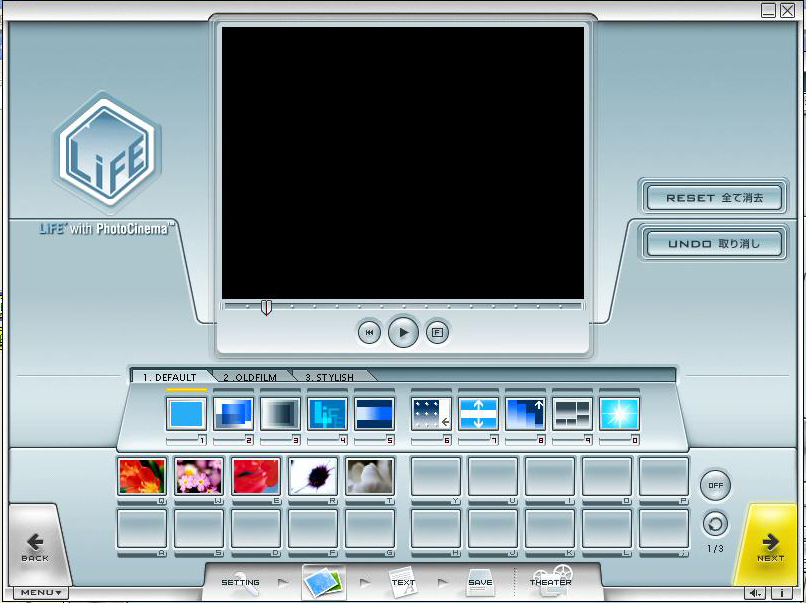 LiFE
LiFE* with PhotoCinema™
RESET 全て消去
UNDO 取り消し
F
1. DEFAULT
2 .OLDFILM
3. STYLISH
LiFE
1 2 3 4 5 6 7 8 9 0
Q W E R T Y U I O P
OFF
A S D F G H J K L ;
1/3
BACK
NEXT
SETTING
TEXT
SAVE
THEATER
MENU▼
i